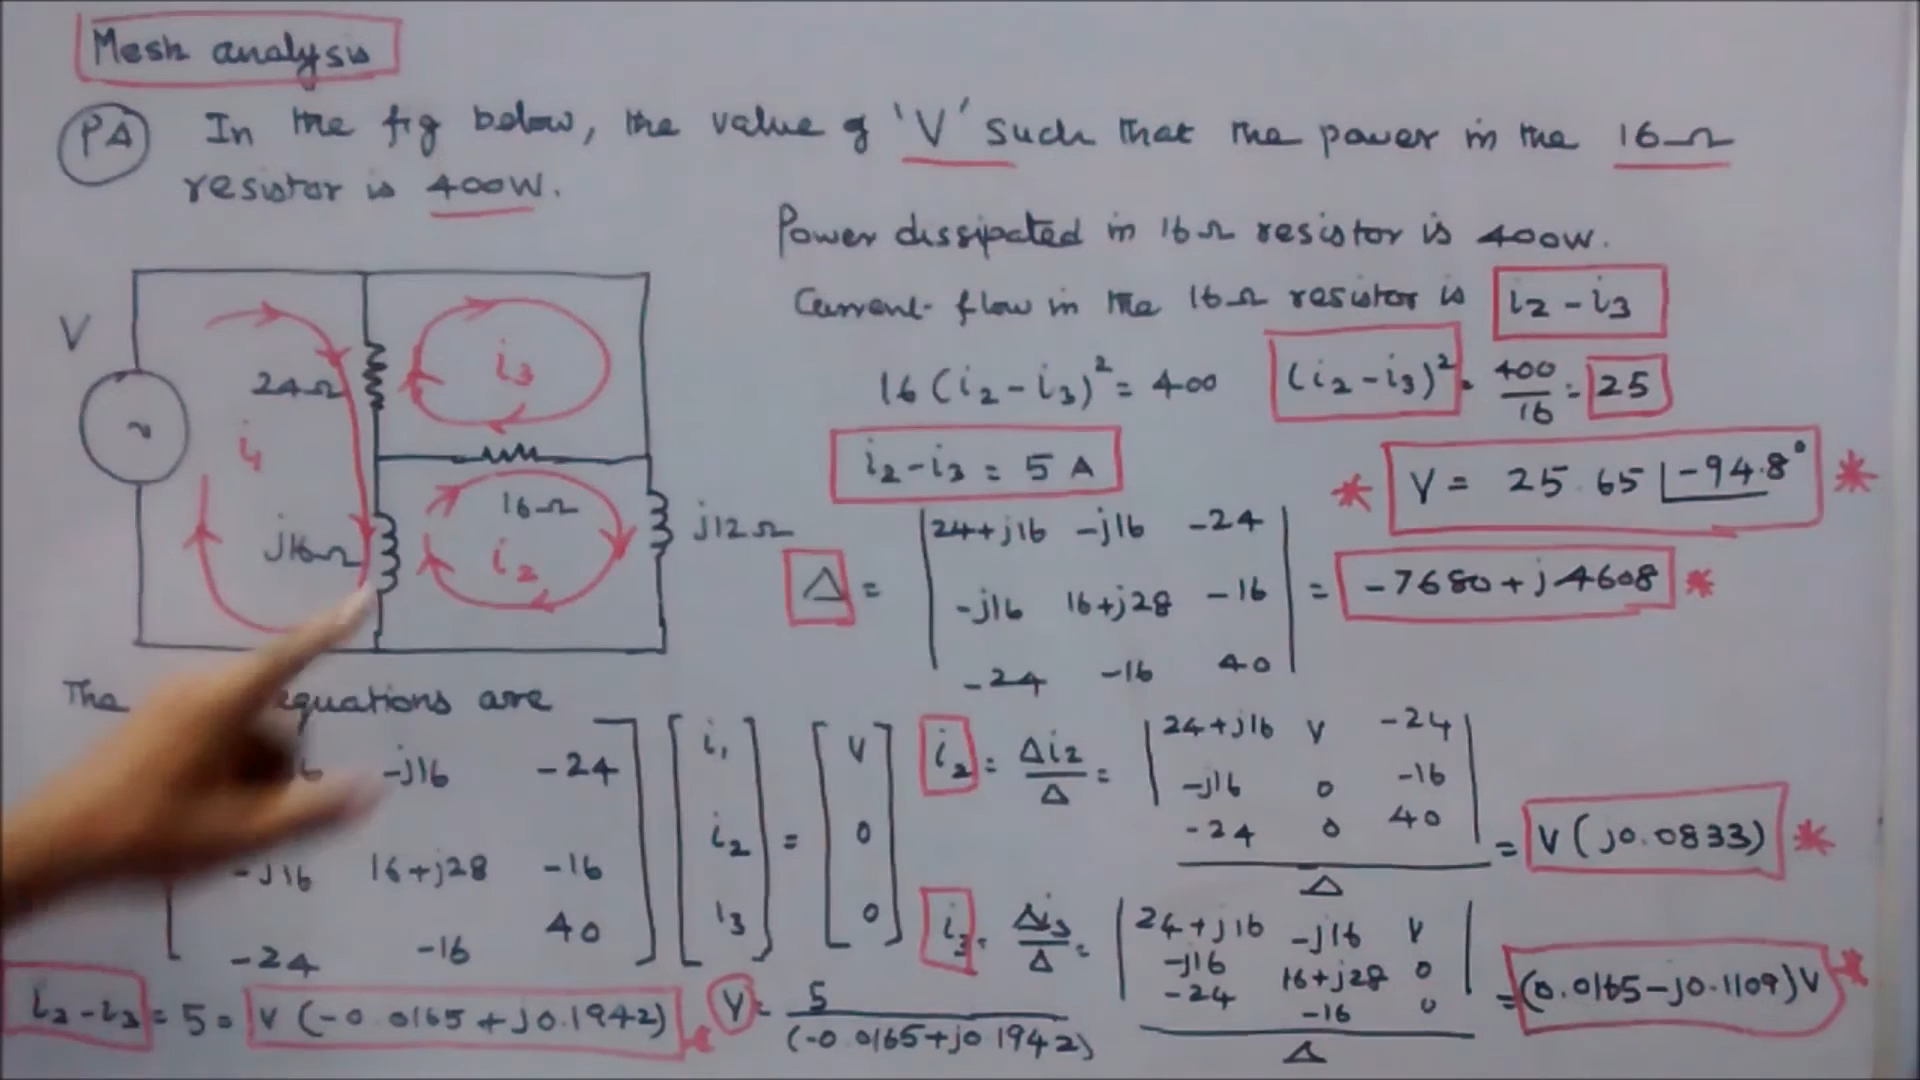 Mesh analysis
P4 In the fig below, the value of 'V' such that the power in the 16Ω
resistor is 400W.
Power dissipated in 16Ω resistor is 400W.
Current flow in the 16Ω resistor is i2 - i3
16(i2 - i3)² = 400 (i2 - i3)² = 400/16 = 25
i2 - i3 = 5 A
V = 25.65 ∠-94.8°
V
24Ω
i3
i1
16Ω
j16Ω
i2
j12Ω
Δ = | 24+j16 -j16 -24 |
| -j16 16+j28 -16 | = -7680+j4608
| -24 -16 40 |
The equations are
-j16 -24 i1 V
-j16 16+j28 -16 i2 = 0
-24 -16 40 i3 0
i2 = Δi2/Δ = | 24+j16 V -24 |
| -j16 0 -16 |
| -24 0 40 | = V(j0.0833)
Δ
i3 = Δi3/Δ = | 24+j16 -j16 V |
| -j16 16+j28 0 |
| -24 -16 0 | = (0.0165-j0.1109)V
Δ
i2 - i3 = 5 = V(-0.0165+j0.1942) V = 5/(-0.0165+j0.1942)